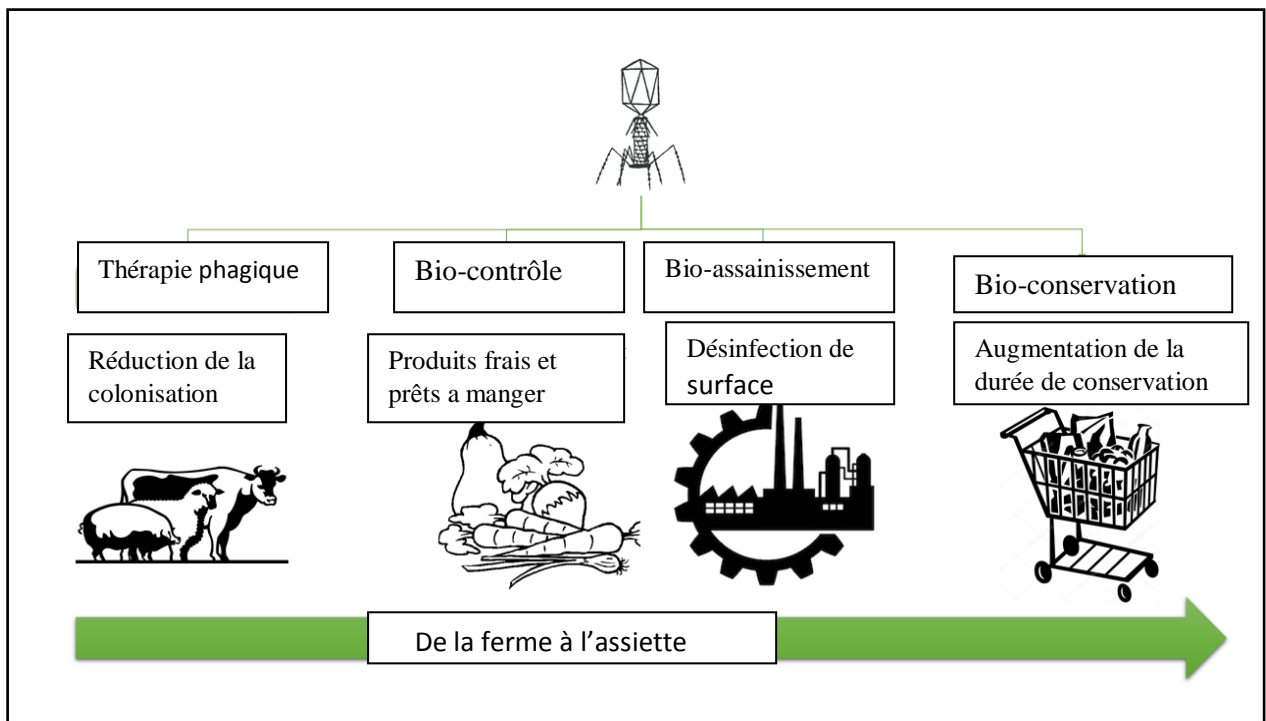 Thérapie phagique
Bio-contrôle
Bio-assainissement
Bio-conservation
Réduction de la
colonisation
Produits frais et
prêts a manger
Désinfection de
surface
Augmentation de la
durée de conservation
De la ferme à l’assiette